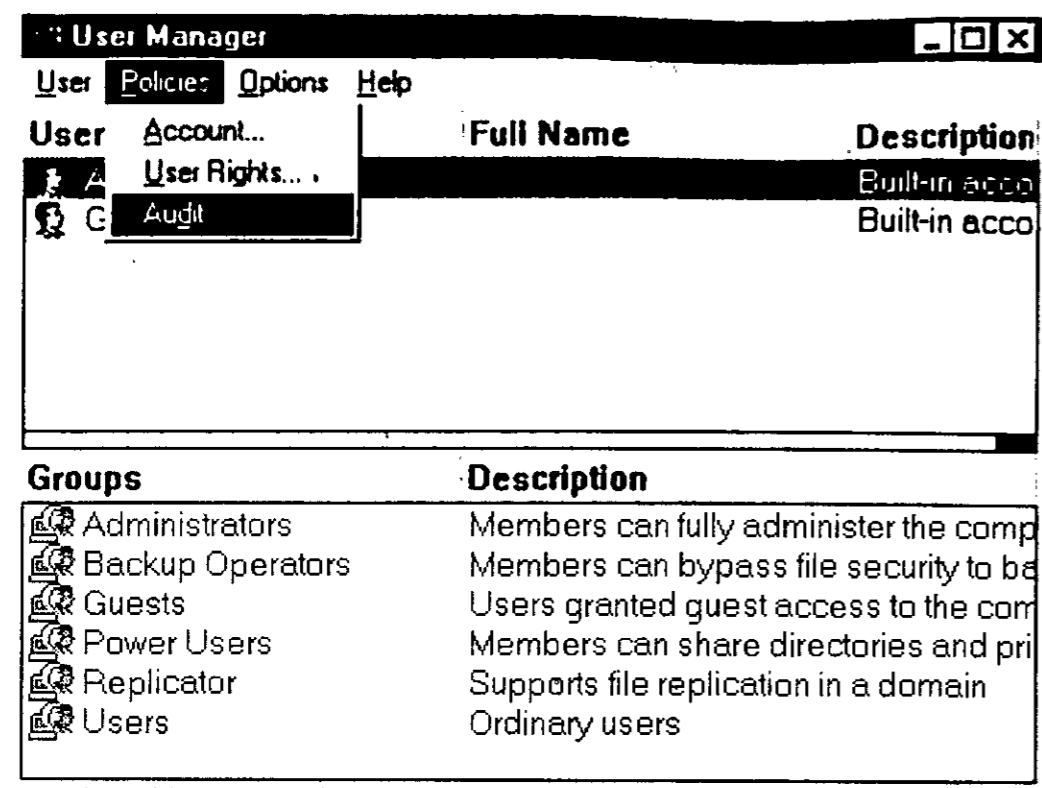 User Manager
User Policies Options Help
User Full Name Description
Account...
User Rights...
Audit
A Built-in acco
G Built-in acco
Groups Description
Administrators Members can fully administer the comp
Backup Operators Members can bypass file security to ba
Guests Users granted guest access to the com
Power Users Members can share directories and pri
Replicator Supports file replication in a domain
Users Ordinary users